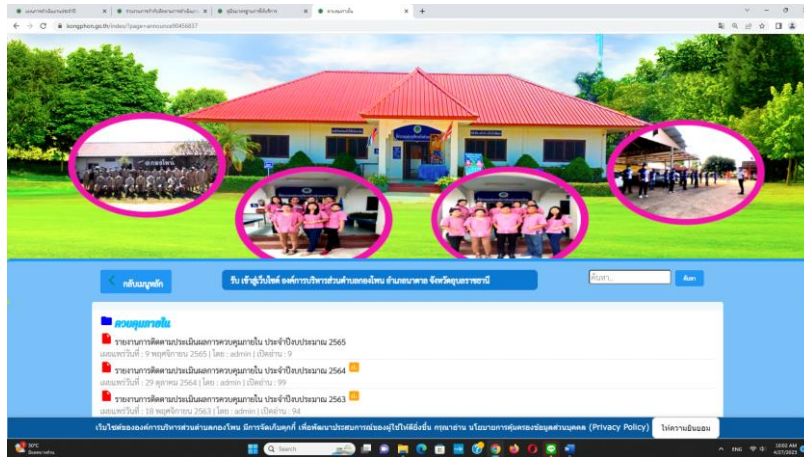 kongphon.go.th/index/?page=announce96456837
กลับเมนูหลัก
รับ เข้าสู่เว็บไซต์ องค์การบริหารส่วนตำบลกองโพน อำเภอนาตาล จังหวัดอุบลราชธานี
ค้นหา..
ค้นหา
ควบคุมภายใน
รายงานการติดตามประเมินผลการควบคุมภายใน ประจำปีงบประมาณ 2565
เผยแพร่วันที่ : 9 พฤศจิกายน 2565 | โดย : admin | เปิดอ่าน : 9
รายงานการติดตามประเมินผลการควบคุมภายใน ประจำปีงบประมาณ 2564
เผยแพร่วันที่ : 29 ตุลาคม 2564 | โดย : admin | เปิดอ่าน : 99
รายงานการติดตามประเมินผลการควบคุมภายใน ประจำปีงบประมาณ 2563
เผยแพร่วันที่ : 18 พฤศจิกายน 2563 | โดย : admin | เปิดอ่าน : 94
เว็บไซต์ขององค์การบริหารส่วนตำบลกองโพน มีการจัดเก็บคุกกี้ เพื่อพัฒนาประสบการณ์ของผู้ใช้ให้ดียิ่งขึ้น กรุณาอ่าน นโยบายการคุ้มครองข้อมูลส่วนบุคคล (Privacy Policy)
ให้ความยินยอม
30°C
Search
ENG
10:02 AM
4/27/2023